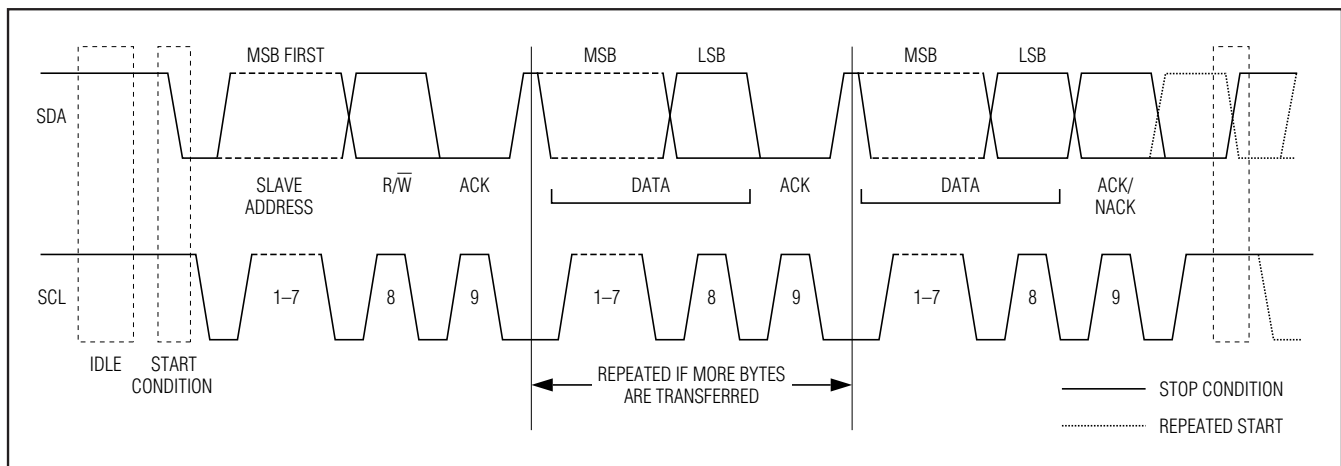 MSB FIRST
MSB
LSB
MSB
LSB
SDA
SLAVE
ADDRESS
R/W̅
ACK
DATA
ACK
DATA
ACK/
NACK
SCL
1–7
8
9
1–7
8
9
1–7
8
9
IDLE
START
CONDITION
REPEATED IF MORE BYTES
ARE TRANSFERRED
STOP CONDITION
REPEATED START